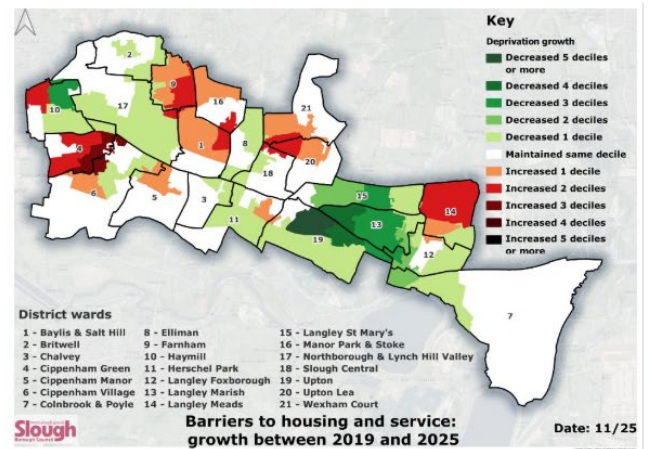 Key
Deprivation growth
Decreased 5 deciles
or more
Decreased 4 deciles
Decreased 3 deciles
Decreased 2 deciles
Decreased 1 decile
Maintained same decile
Increased 1 decile
Increased 2 deciles
Increased 3 deciles
Increased 4 deciles
Increased 5 deciles
or more
2
9
10
17
16
21
4
1
8
20
18
6
5
3
15
14
11
13
19
12
7
District wards
1 - Baylis & Salt Hill
2 - Britwell
3 - Chalvey
4 - Cippenham Green
5 - Cippenham Manor
6 - Cippenham Village
7 - Colnbrook & Poyle
8 - Elliman
9 - Farnham
10 - Haymill
11 - Herschel Park
12 - Langley Foxborough
13 - Langley Marish
14 - Langley Meads
15 - Langley St Mary's
16 - Manor Park & Stoke
17 - Northborough & Lynch Hill Valley
18 - Slough Central
19 - Upton
20 - Upton Lea
21 - Wexham Court
Slough
Borough Council
Barriers to housing and service:
growth between 2019 and 2025
Date: 11/25